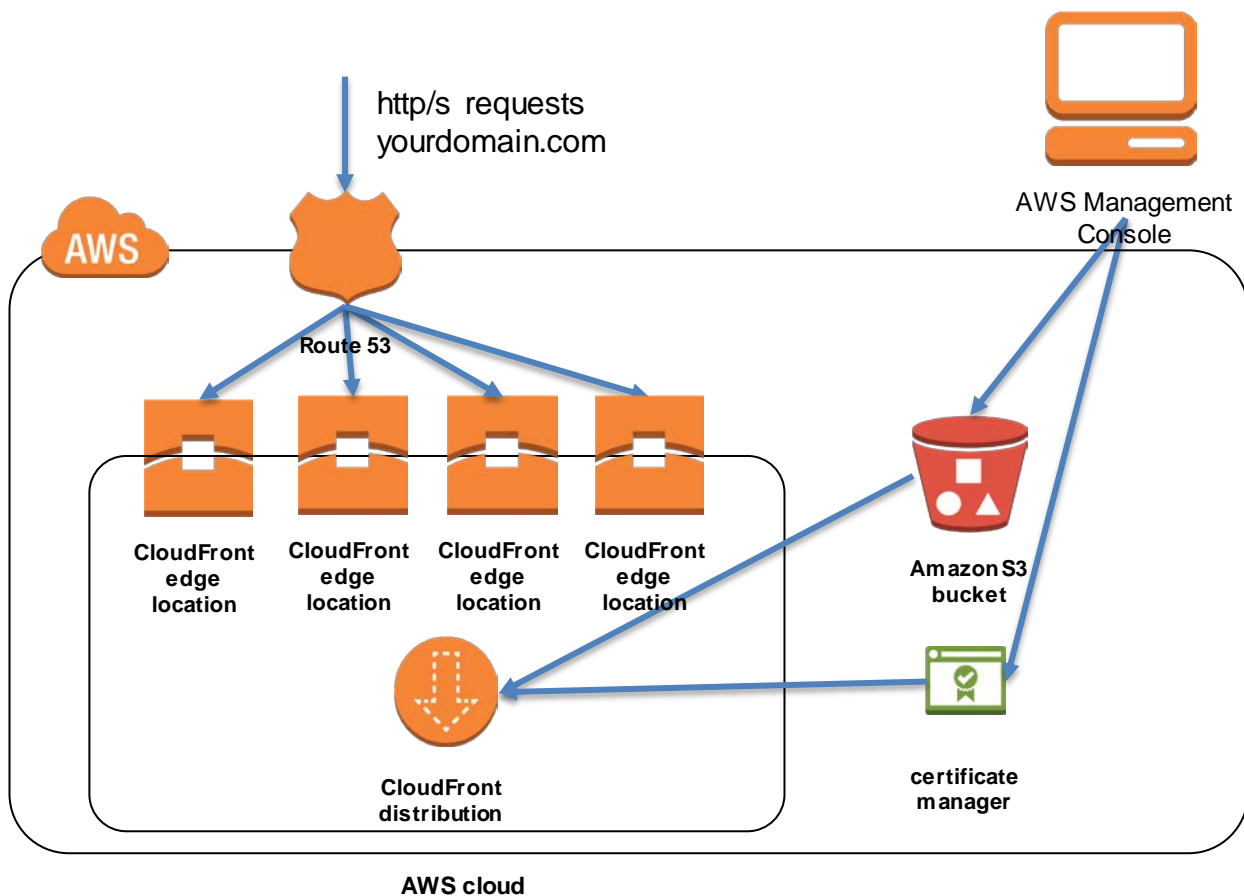 http/s requests
yourdomain.com
AWS Management
Console
AWS
Route 53
CloudFront
edge
location
CloudFront
edge
location
CloudFront
edge
location
CloudFront
edge
location
Amazon S3
bucket
CloudFront
distribution
certificate
manager
AWS cloud